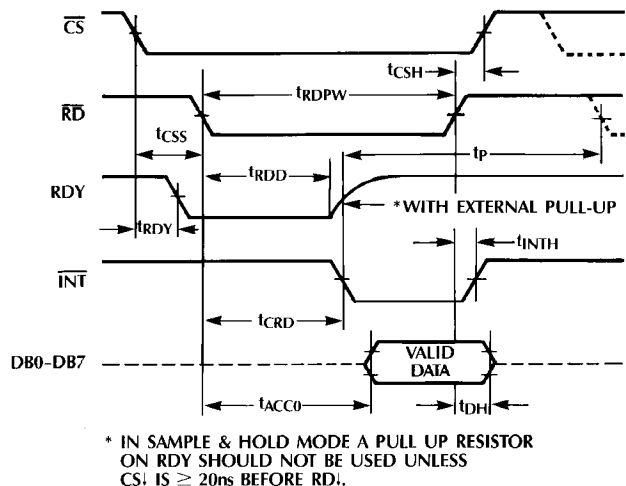 CS
tCSH
tRDPW
RD
tCSS
tP
tRDD
RDY
* WITH EXTERNAL PULL-UP
tRDY
tINTH
INT
tCRD
DB0-DB7
VALID
DATA
tACC0
tDH
* IN SAMPLE & HOLD MODE A PULL UP RESISTOR
ON RDY SHOULD NOT BE USED UNLESS
CS↓ IS ≥ 20ns BEFORE RD↓.